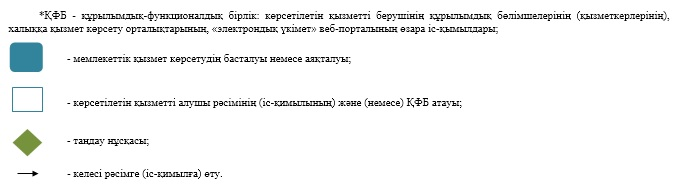 *ҚФБ - құрылымдық-функционалдық бірлік: көрсетілетін қызметті берушінің құрылымдық бөлімшелерінің (қызметкерлерінің),
халыққа қызмет көрсету орталықтарының, «электрондық үкімет» веб-порталының өзара іс-қимылдары;
- мемлекеттік қызмет көрсетудің басталуы немесе аяқталуы;
- көрсетілетін қызметті алушы рәсімінің (іс-қимылының) және (немесе) ҚФБ атауы;
- таңдау нұсқасы;
- келесі рәсімге (іс-қимылға) өту.